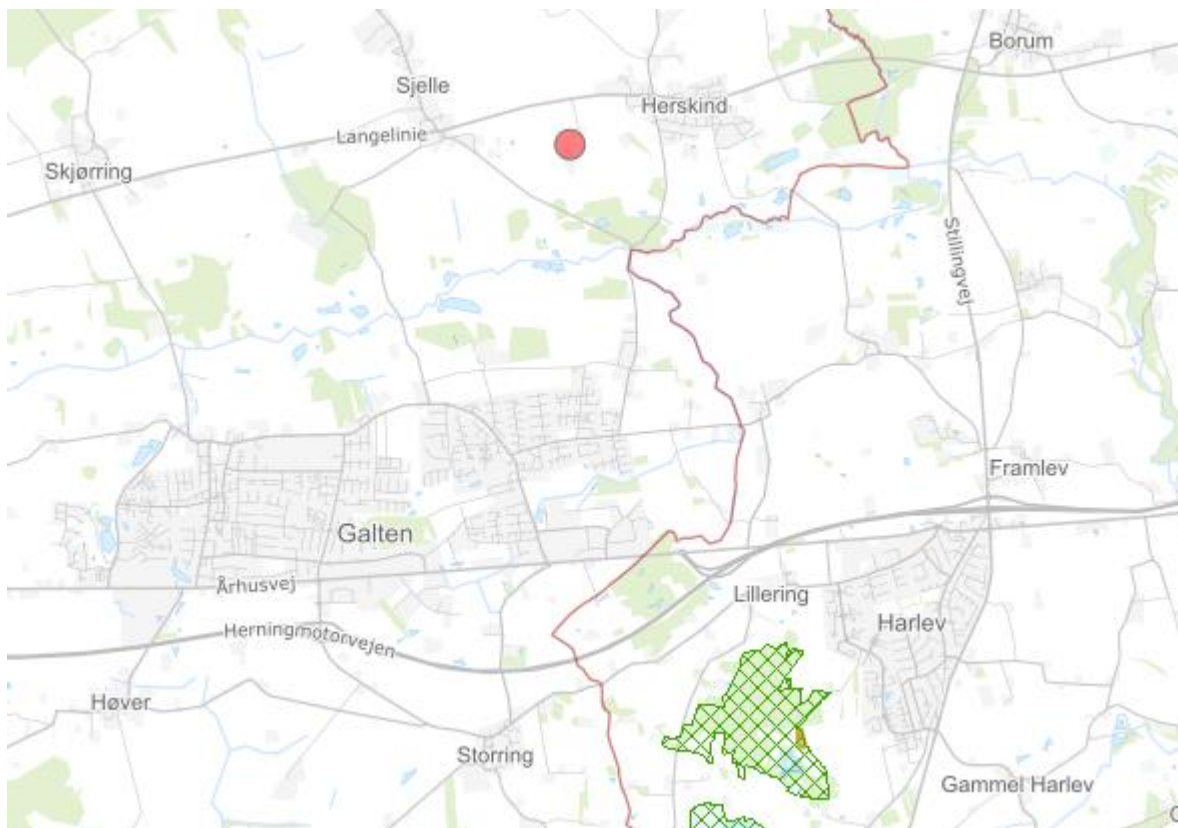 Borum
Sjelle
Herskind
Langelinie
Skjørring
Stillingvej
Framlev
Galten
Århusvej
Lillering
Harlev
Herningmotorvejen
Høver
Storring
Gammel Harlev